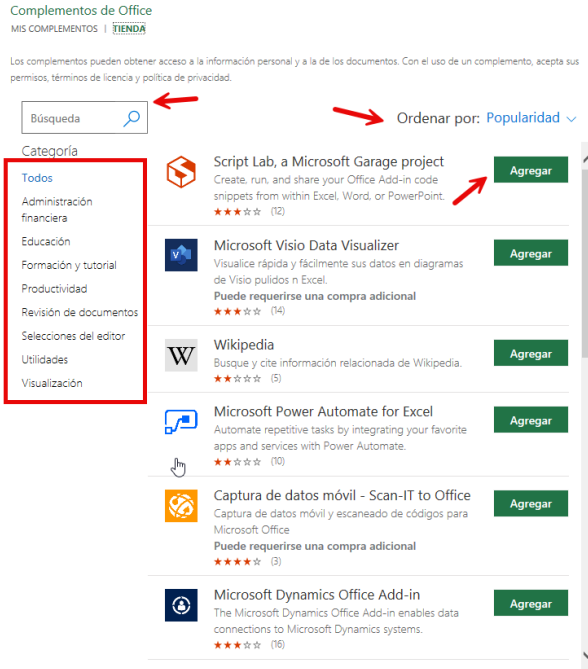 Complementos de Office
MIS COMPLEMENTOS | TIENDA
Los complementos pueden obtener acceso a la información personal y a la de los documentos. Con el uso de un complemento, acepta sus
permisos, términos de licencia y política de privacidad.
Búsqueda
Ordenar por: Popularidad
Categoría
Todos
Administración
financiera
Educación
Formación y tutorial
Productividad
Revisión de documentos
Selecciones del editor
Utilidades
Visualización
Script Lab, a Microsoft Garage project
Create, run, and share your Office Add-in code
snippets from within Excel, Word, or PowerPoint.
(12)
Agregar
Microsoft Visio Data Visualizer
Visualice rápida y fácilmente sus datos en diagramas
de Visio pulidos n Excel.
Puede requerirse una compra adicional
(14)
Agregar
W
Wikipedia
Busque y cite información relacionada de Wikipedia.
(5)
Agregar
Microsoft Power Automate for Excel
Automate repetitive tasks by integrating your favorite
apps and services with Power Automate.
(10)
Agregar
Captura de datos móvil - Scan-IT to Office
Captura de datos móvil y escaneado de códigos para
Microsoft Office
Puede requerirse una compra adicional
(3)
Agregar
Microsoft Dynamics Office Add-in
The Microsoft Dynamics Office Add-in enables data
connections to Microsoft Dynamics systems.
(16)
Agregar